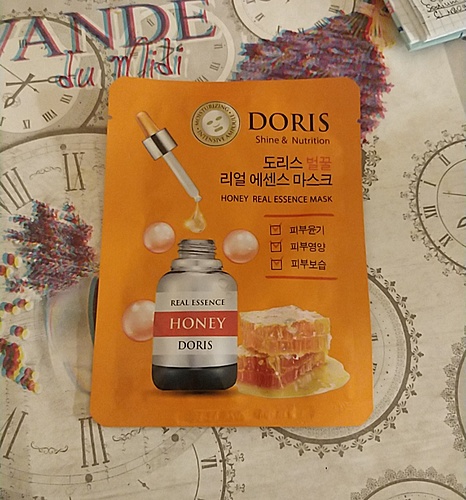 VANDE
du Midi
MOISTURIZING
DORIS
Shine & Nutrition
도리스 벌꿀
리얼 에센스 마스크
HONEY REAL ESSENCE MASK
피부윤기
피부영양
피부보습
REAL ESSENCE
HONEY
DORIS